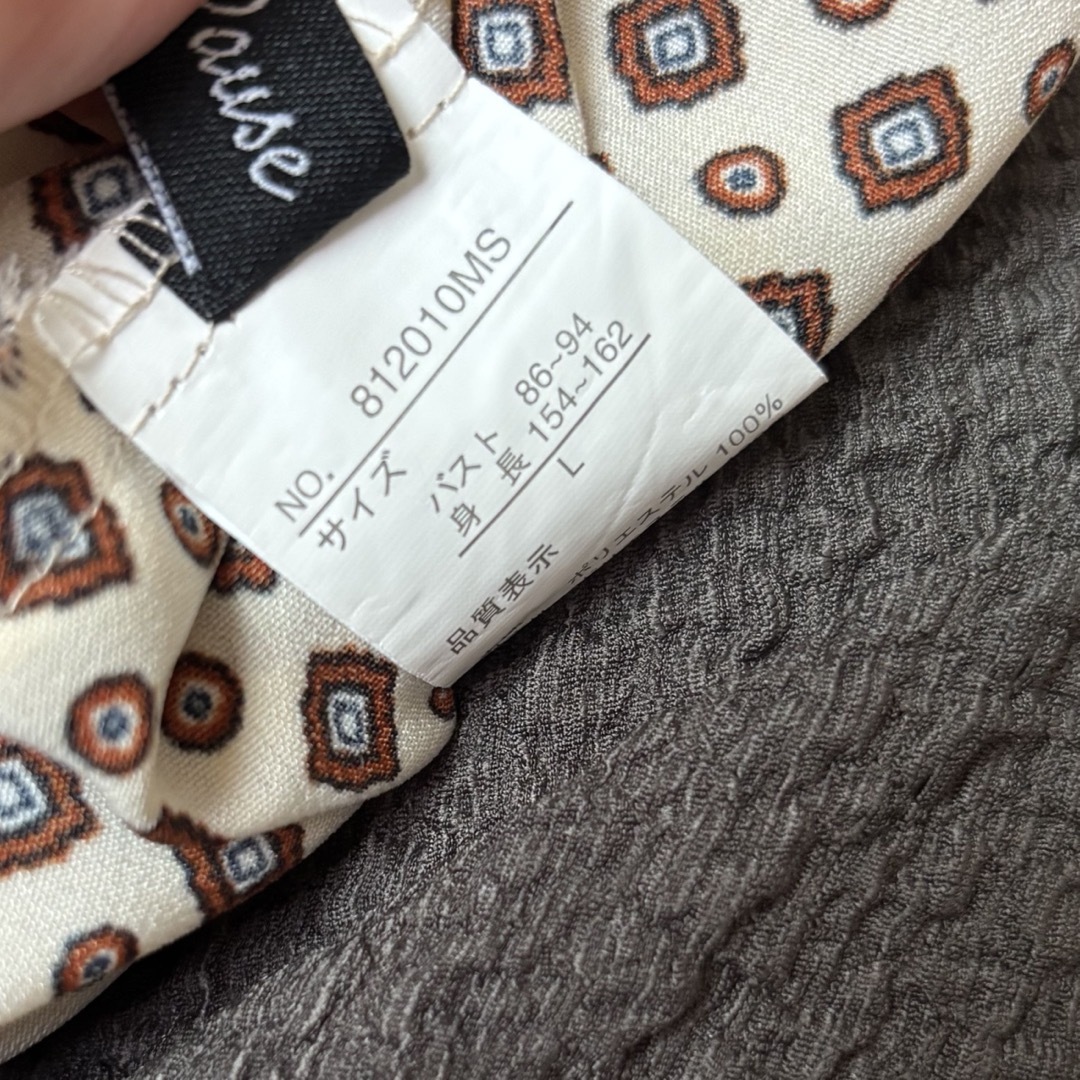 ause
NO. 812010MS
サイズ
バスト 86~94
身 長 154~162
L
品質表示
ポリエステル 100%